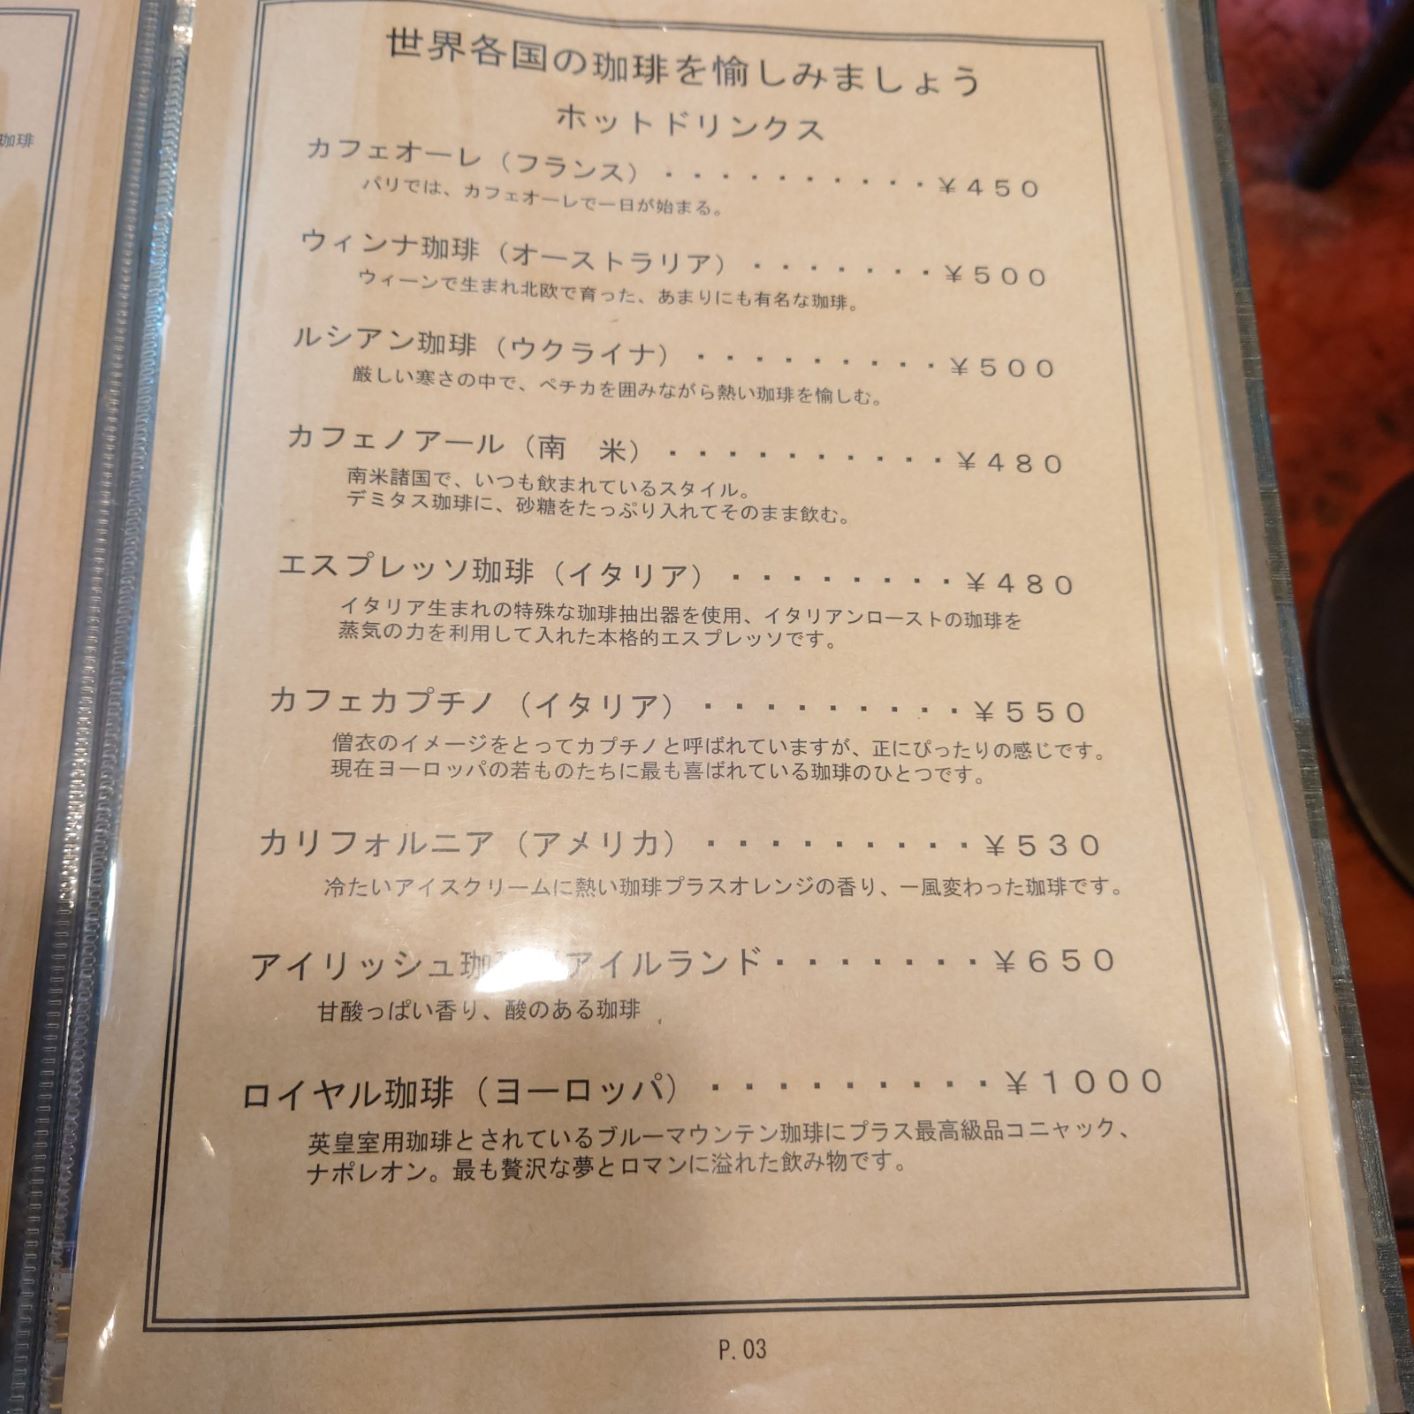 珈琲
世界各国の珈琲を愉しみましょう
ホットドリンクス
カフェオーレ（フランス）・・・・・・・・・・￥４５０
パリでは、カフェオーレで一日が始まる。
ウィンナ珈琲（オーストラリア）・・・・・・・￥５００
ウィーンで生まれ北欧で育った、あまりにも有名な珈琲。
ルシアン珈琲（ウクライナ）・・・・・・・・・￥５００
厳しい寒さの中で、ペチカを囲みながら熱い珈琲を愉しむ。
カフェノアール（南　米）・・・・・・・・・・￥４８０
南米諸国で、いつも飲まれているスタイル。
デミタス珈琲に、砂糖をたっぷり入れてそのまま飲む。
エスプレッソ珈琲（イタリア）・・・・・・・・￥４８０
イタリア生まれの特殊な珈琲抽出器を使用、イタリアンローストの珈琲を
蒸気の力を利用して入れた本格的エスプレッソです。
カフェカプチノ（イタリア）・・・・・・・・・￥５５０
僧衣のイメージをとってカプチノと呼ばれていますが、正にぴったりの感じです。
現在ヨーロッパの若ものたちに最も喜ばれている珈琲のひとつです。
カリフォルニア（アメリカ）・・・・・・・・・￥５３０
冷たいアイスクリームに熱い珈琲プラスオレンジの香り、一風変わった珈琲です。
アイリッシュ珈 アイルランド・・・・・・・￥６５０
甘酸っぱい香り、酸のある珈琲
ロイヤル珈琲（ヨーロッパ）・・・・・・・・・￥１０００
英皇室用珈琲とされているブルーマウンテン珈琲にプラス最高級品コニャック、
ナポレオン。最も贅沢な夢とロマンに溢れた飲み物です。
P.03